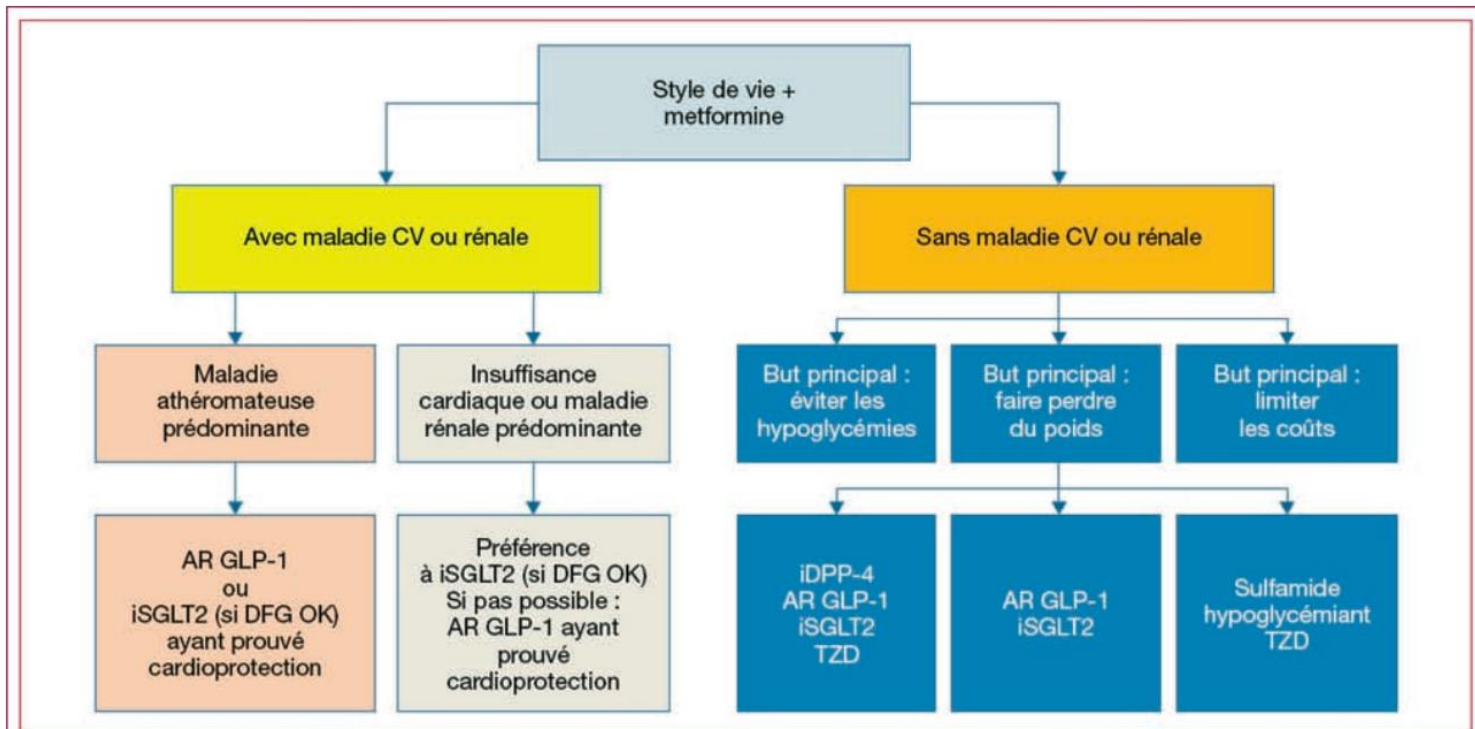 Style de vie +
metformine
Avec maladie CV ou rénale
Sans maladie CV ou rénale
Maladie
athéromateuse
prédominante
Insuffisance
cardiaque ou maladie
rénale prédominante
But principal :
éviter les
hypoglycémies
But principal :
faire perdre
du poids
But principal :
limiter
les coûts
AR GLP-1
ou
iSGLT2 (si DFG OK)
ayant prouvé
cardioprotection
Préférence
à iSGLT2 (si DFG OK)
Si pas possible :
AR GLP-1 ayant
prouvé
cardioprotection
iDPP-4
AR GLP-1
iSGLT2
TZD
AR GLP-1
iSGLT2
Sulfamide
hypoglycémiant
TZD